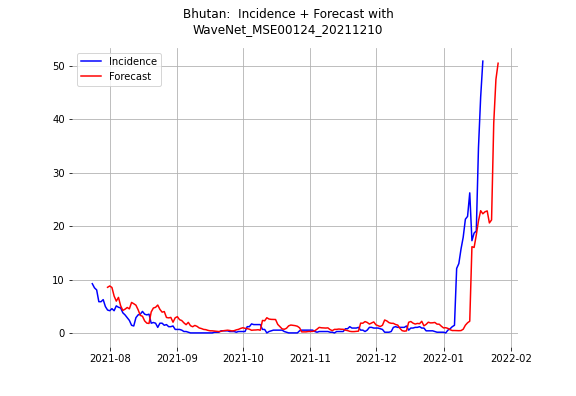 Bhutan:  Incidence + Forecast with
WaveNet_MSE00124_20211210
Incidence
Forecast
50
40
30
20
10
0
2021-08 2021-09 2021-10 2021-11 2021-12 2022-01 2022-02